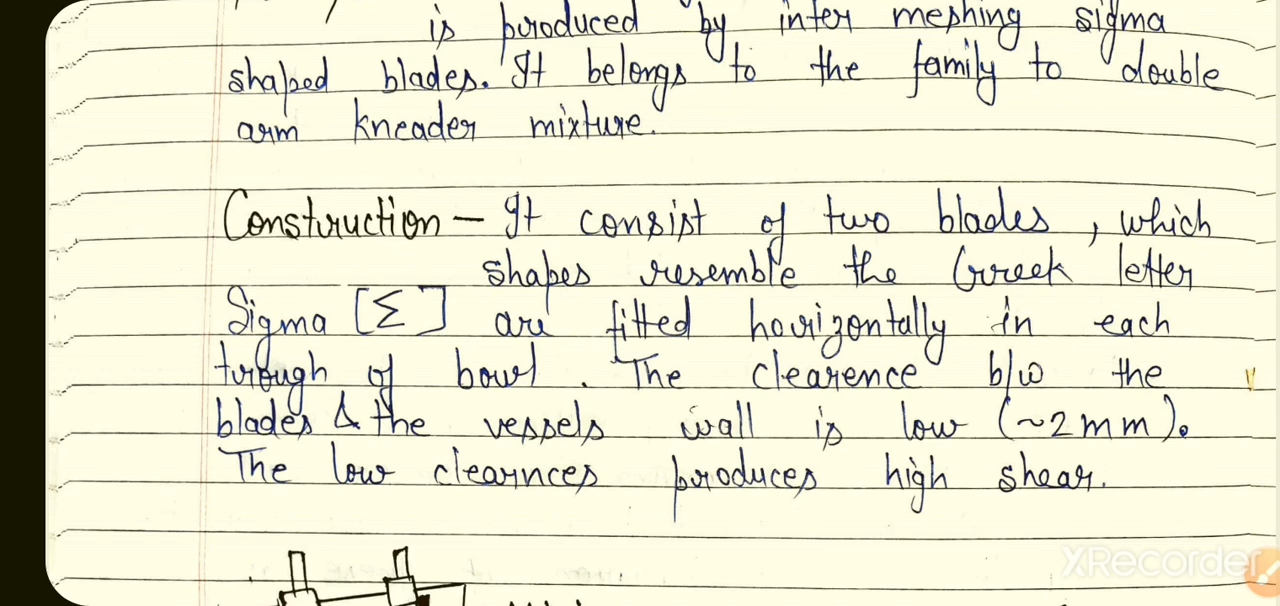 is produced by inter meshing sigma
shaped blades. It belongs to the family to double
arm kneader mixture.
Construction - It consist of two blades, which
shapes resemble the Greek letter
Sigma [Σ] are fitted horizontally in each
trough of bowl. The clearence b/w the
blades & the vessels wall is low (~2mm).
The low clearnces produces high shear.
XRecorder